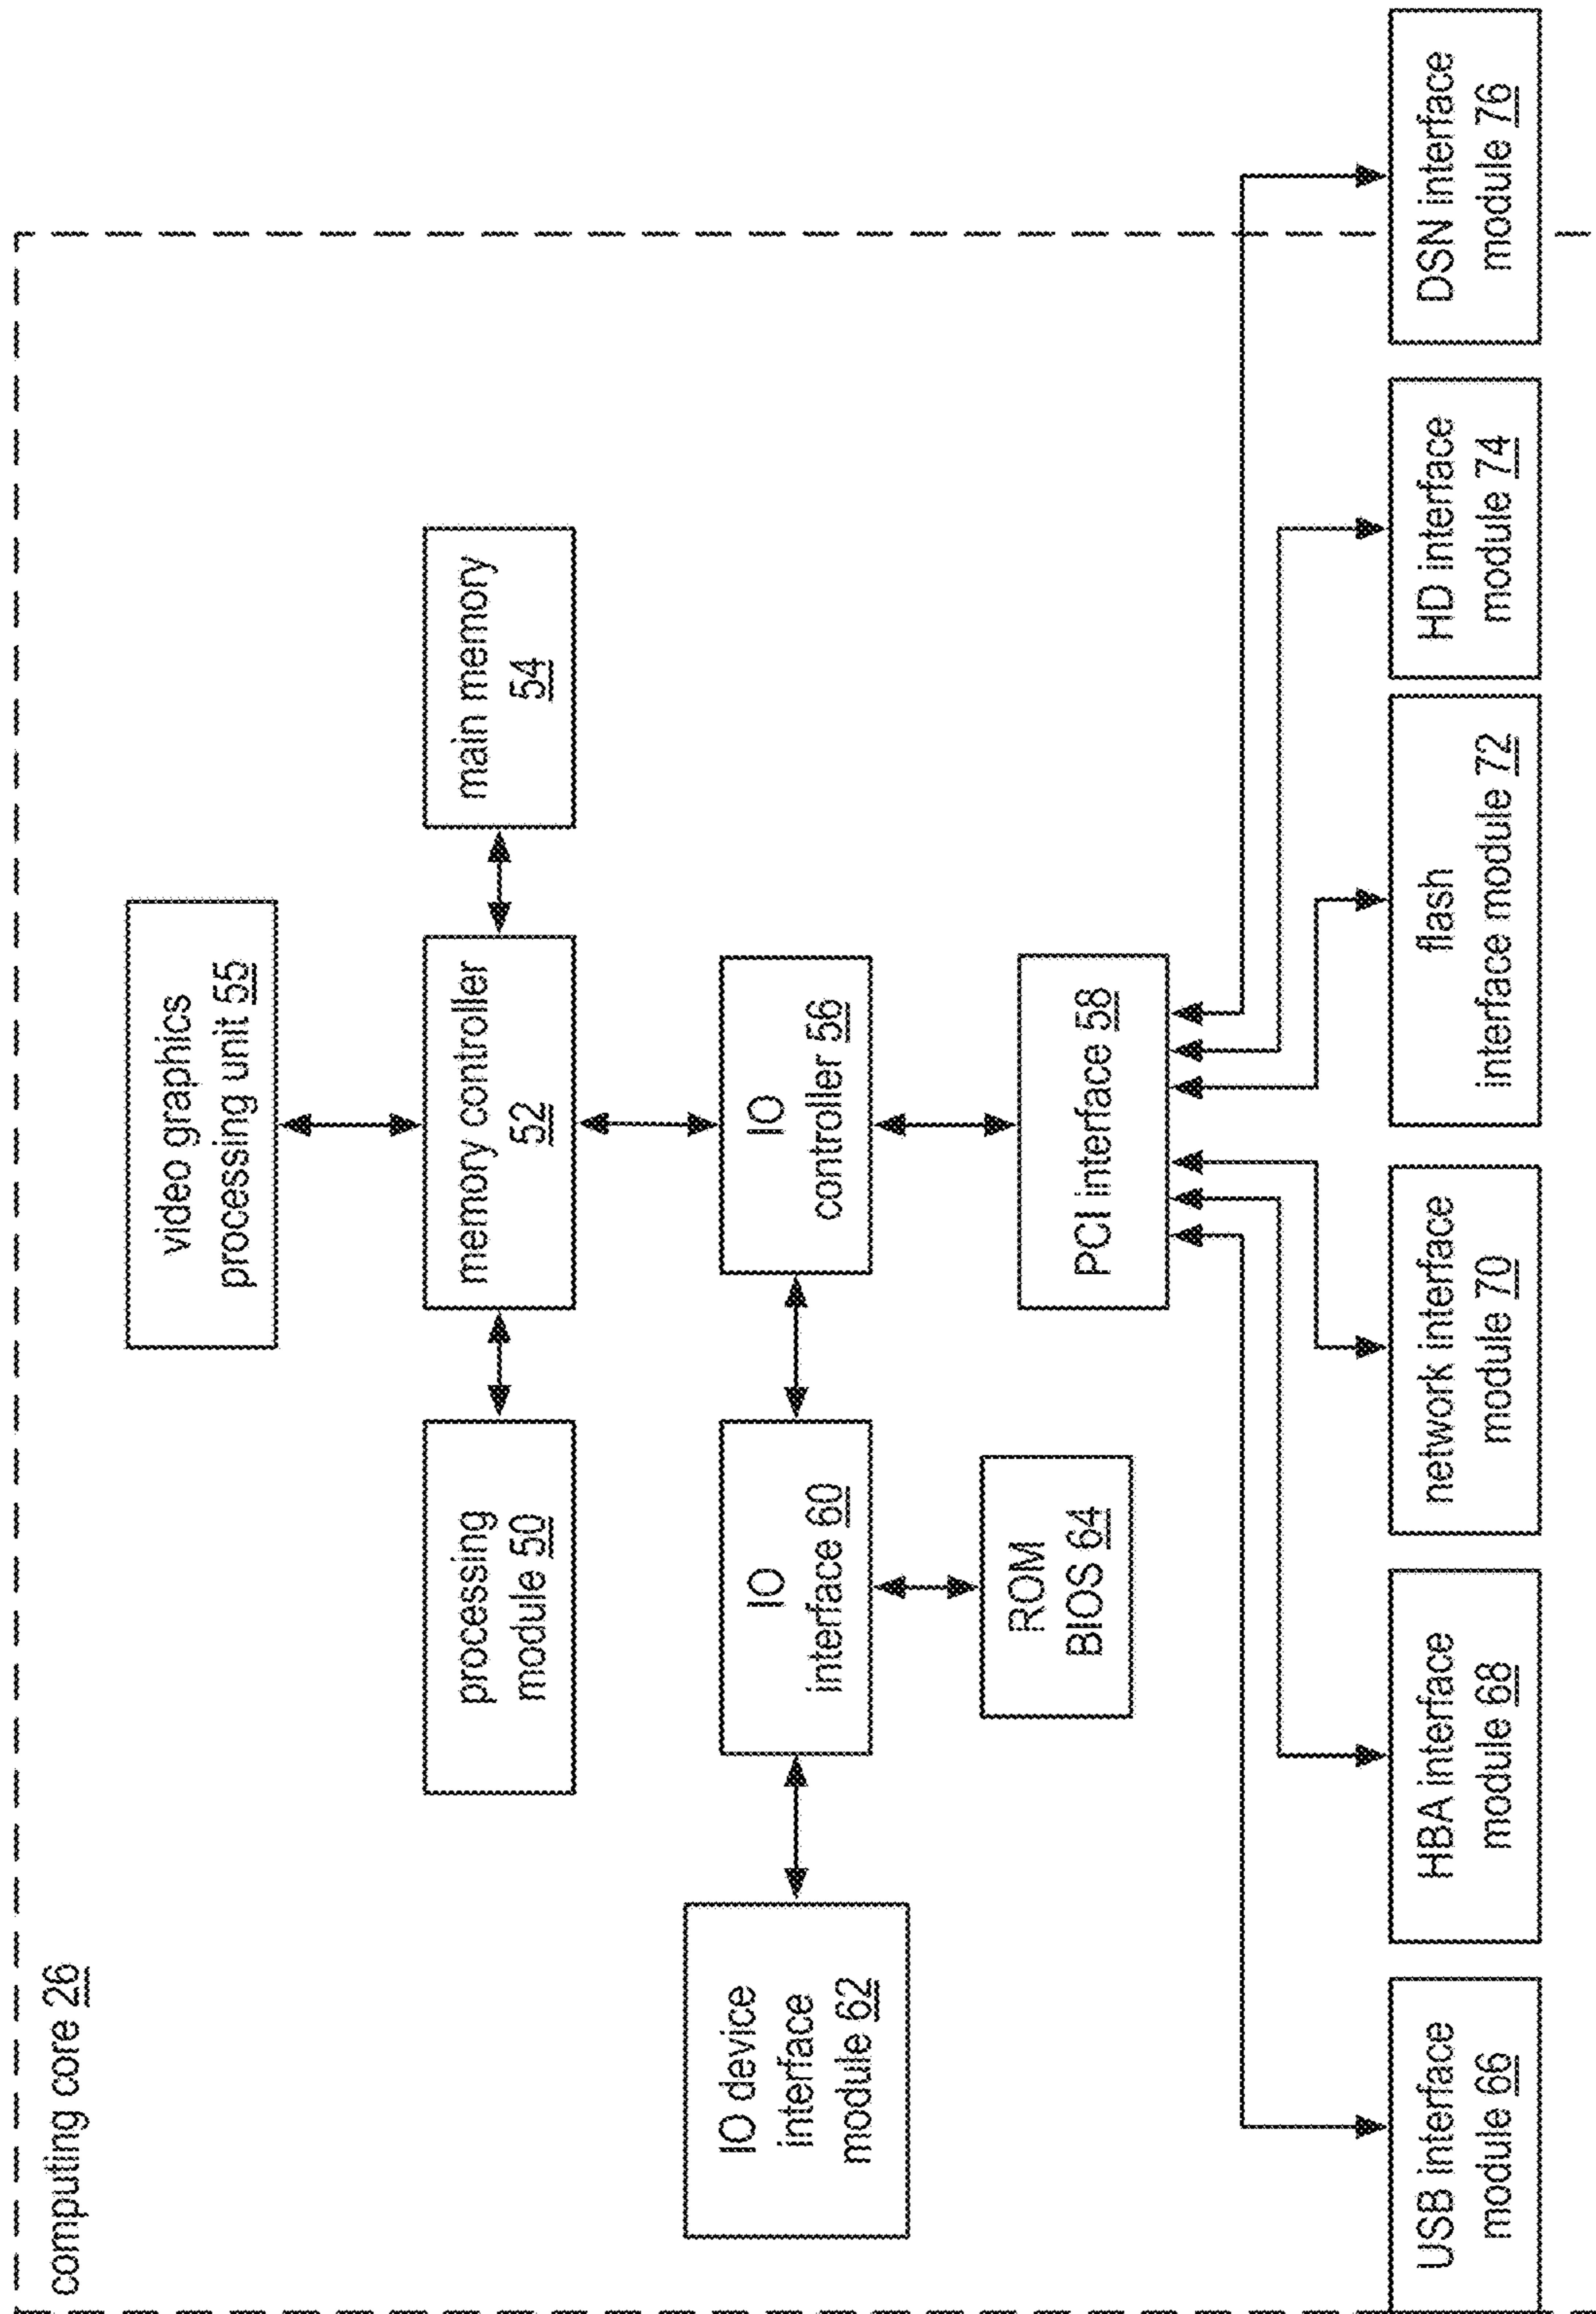 computing core 26
video graphics
processing unit 55
processing
module 50
memory controller
52
main memory
54
IO device
interface
module 62
IO
interface 60
IO
controller 56
ROM
BIOS 64
PCI interface 58
USB interface
module 66
HBA interface
module 68
network interface
module 70
flash
interface module 72
HD interface
module 74
DSN interface
module 76